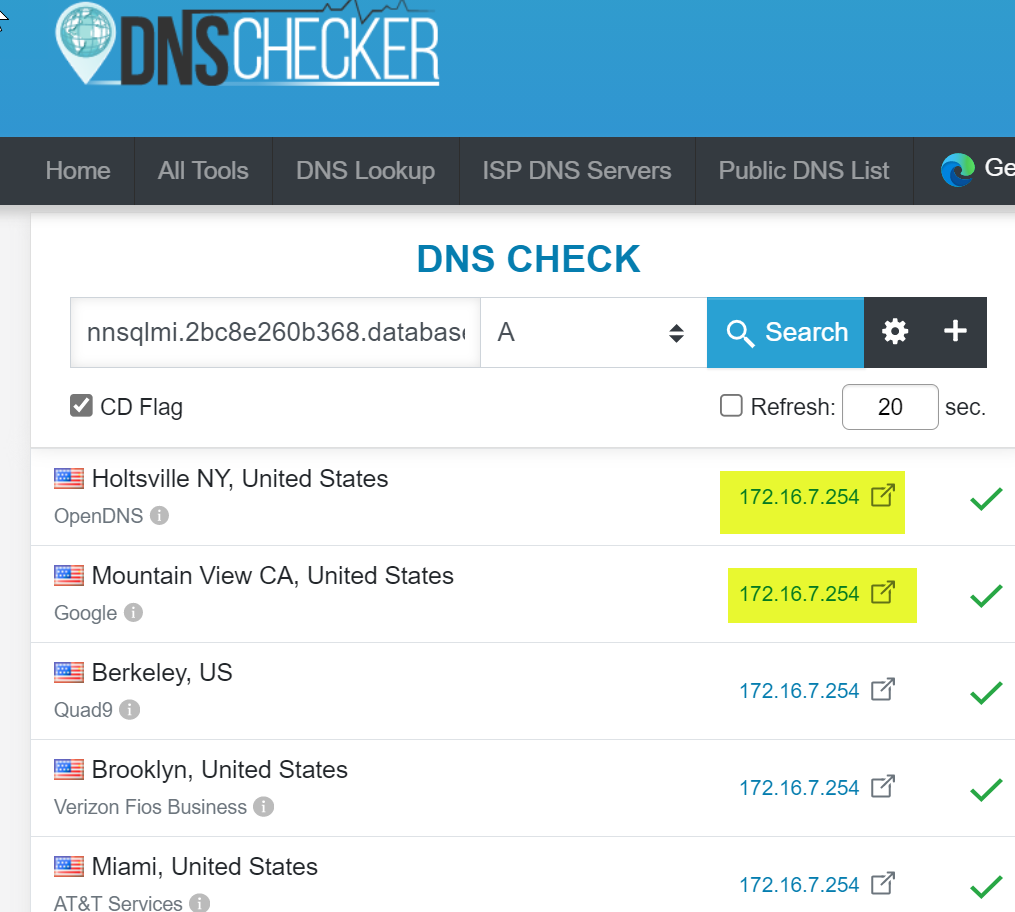 DNSCHECKER
Home All Tools DNS Lookup ISP DNS Servers Public DNS List Ge
DNS CHECK
nnsqlmi.2bc8e260b368.database A Search
CD Flag Refresh: 20 sec.
Holtsville NY, United States
172.16.7.254
OpenDNS
Mountain View CA, United States
172.16.7.254
Google
Berkeley, US
172.16.7.254
Quad9
Brooklyn, United States
172.16.7.254
Verizon Fios Business
Miami, United States
172.16.7.254
AT&T Services